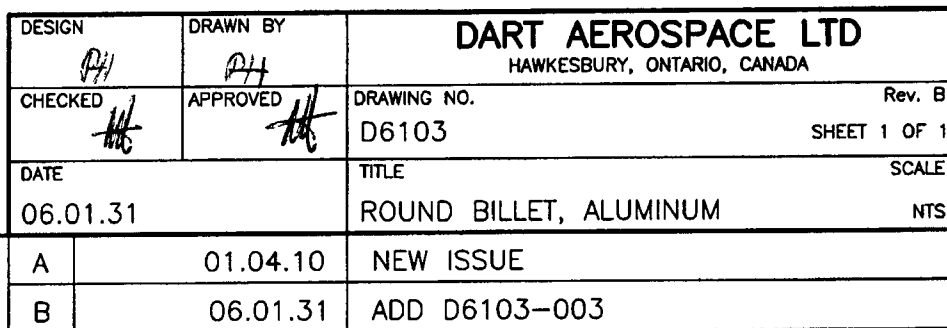 DESIGN
PH
DRAWN BY
PH
DART AEROSPACE LTD
HAWKESBURY, ONTARIO, CANADA
CHECKED
APPROVED
DRAWING NO.
D6103
Rev. B
SHEET 1 OF 1
DATE
06.01.31
TITLE
ROUND BILLET, ALUMINUM
SCALE
NTS
A 01.04.10 NEW ISSUE
B 06.01.31 ADD D6103-003